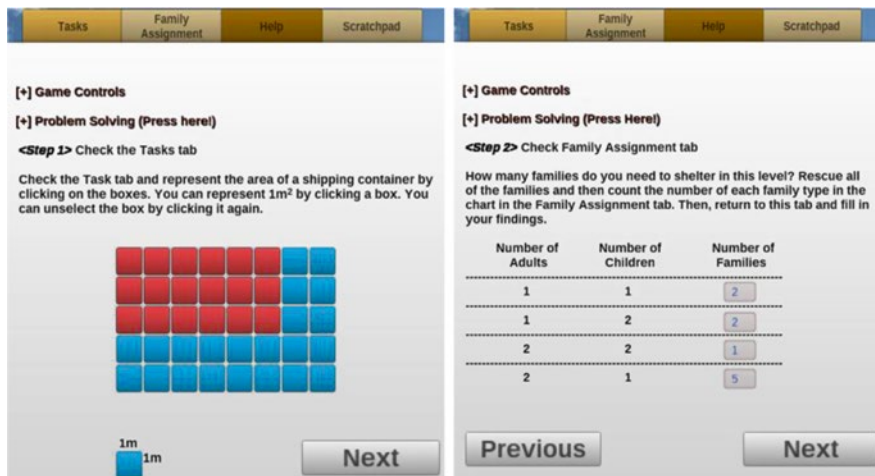 Tasks
Family
Assignment
Help
Scratchpad
[+] Game Controls
[+] Problem Solving (Press here!)
<Step 1> Check the Tasks tab
Check the Task tab and represent the area of a shipping container by
clicking on the boxes. You can represent 1m² by clicking a box. You
can unselect the box by clicking it again.
1m
1m
Next
Tasks
Family
Assignment
Help
Scratchpad
[+] Game Controls
[+] Problem Solving (Press Here!)
<Step 2> Check Family Assignment tab
How many families do you need to shelter in this level? Rescue all
of the families and then count the number of each family type in the
chart in the Family Assignment tab. Then, return to this tab and fill in
your findings.
Number of Adults Number of Children Number of Families
1 1 2
1 2 2
2 2 1
2 1 5
Previous
Next